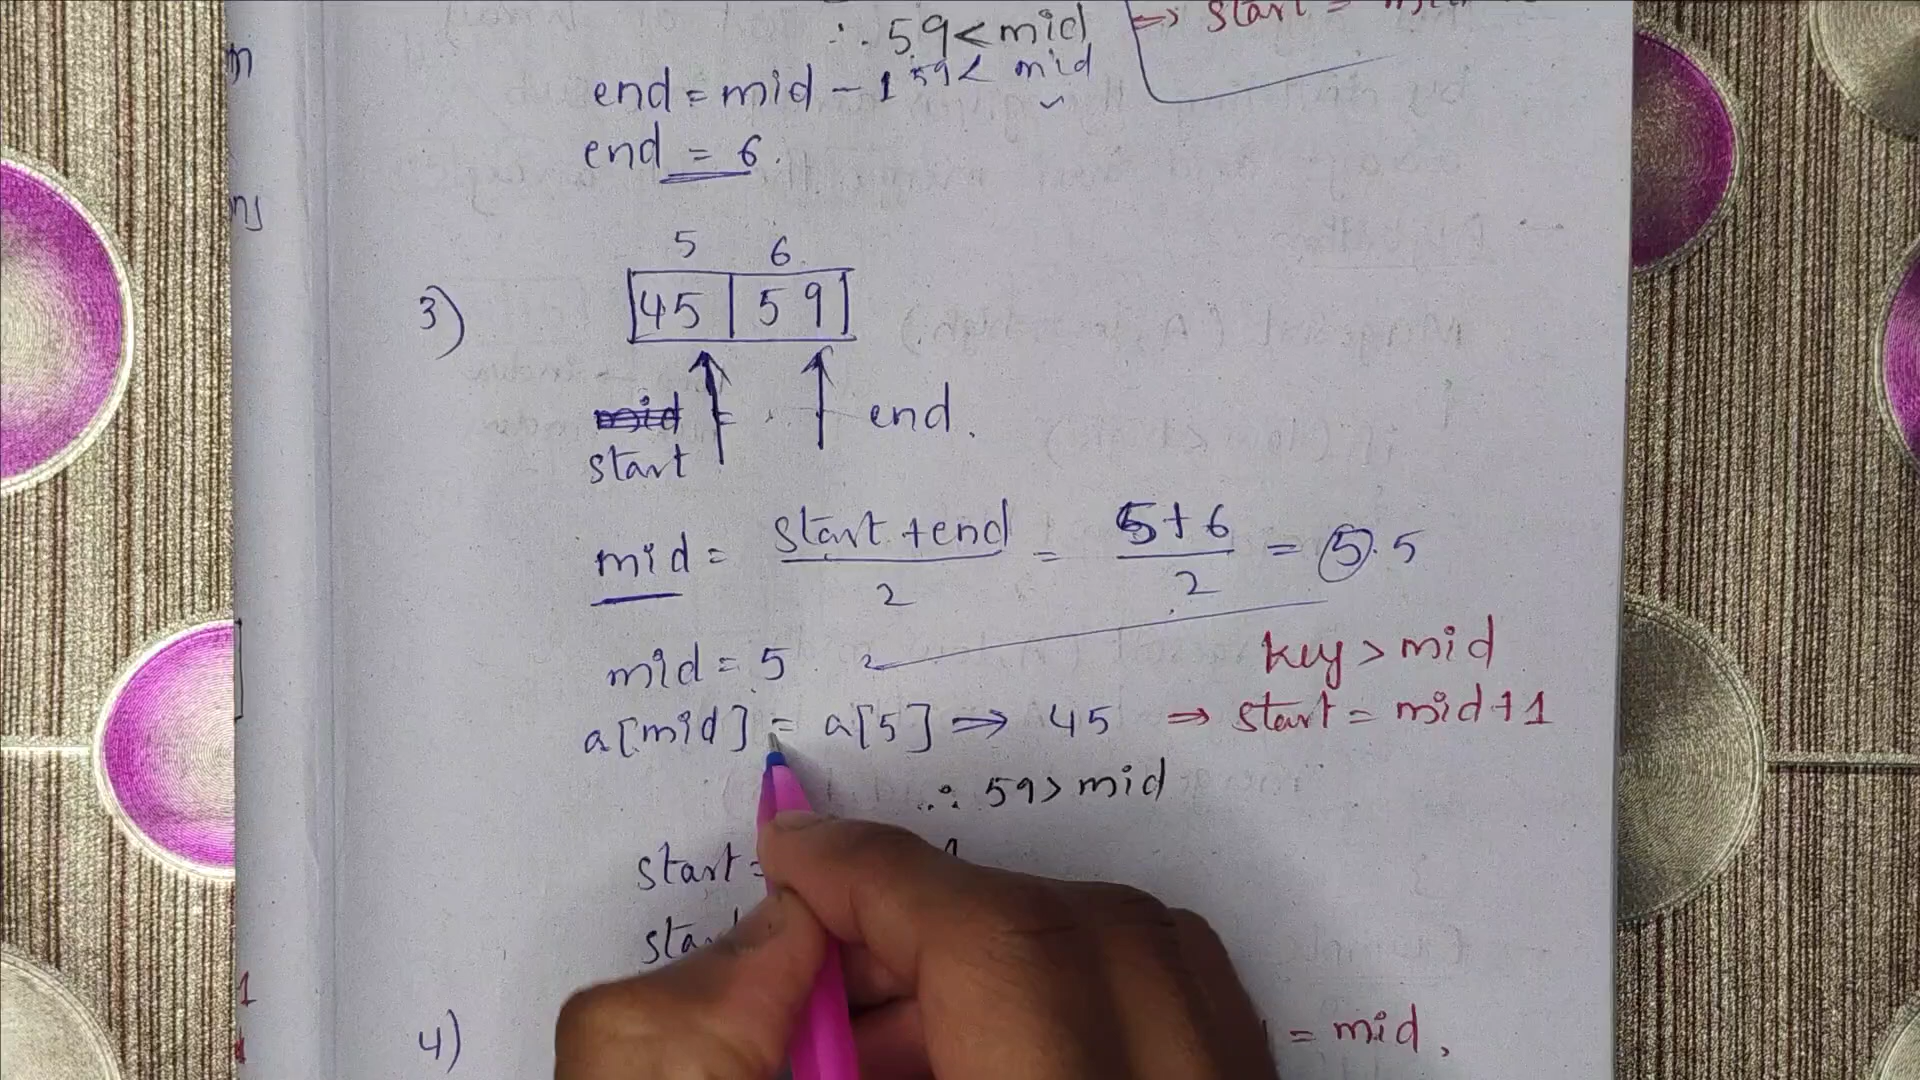 ∴ 59 < mid
⇒ start =
end = mid - 1 59 < mid
end = 6.
5 6
3) 45 59
end.
start
mid = start + end / 2 = 5 + 6 / 2 = 5.5
mid = 5
key > mid
a[mid] = a[5] ⇒ 45 ⇒ start = mid + 1
∴ 59 > mid
start =
4) = mid,